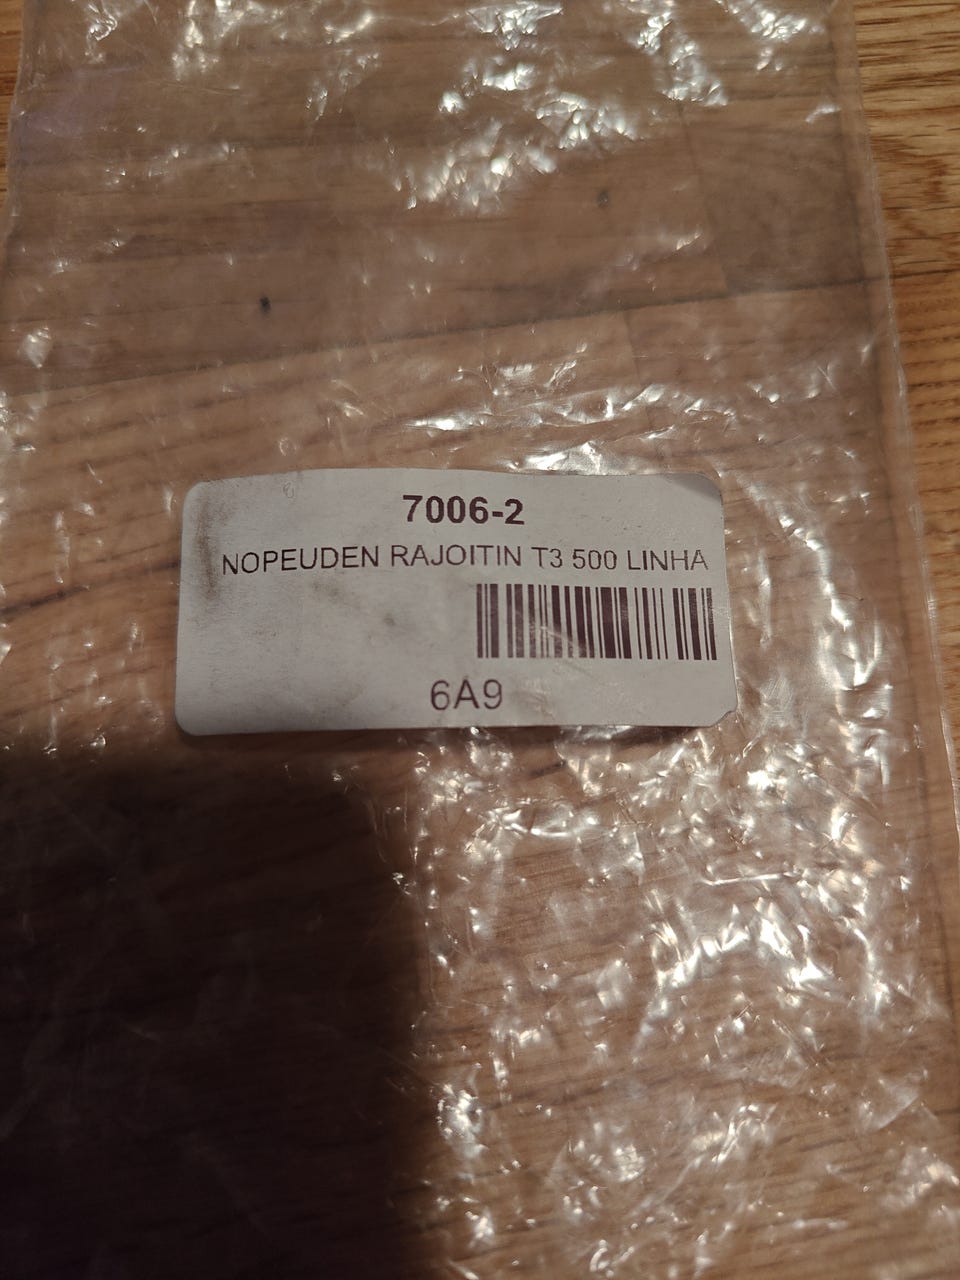 7006-2
NOPEUDEN RAJOITIN T3 500 LINHA
6A9